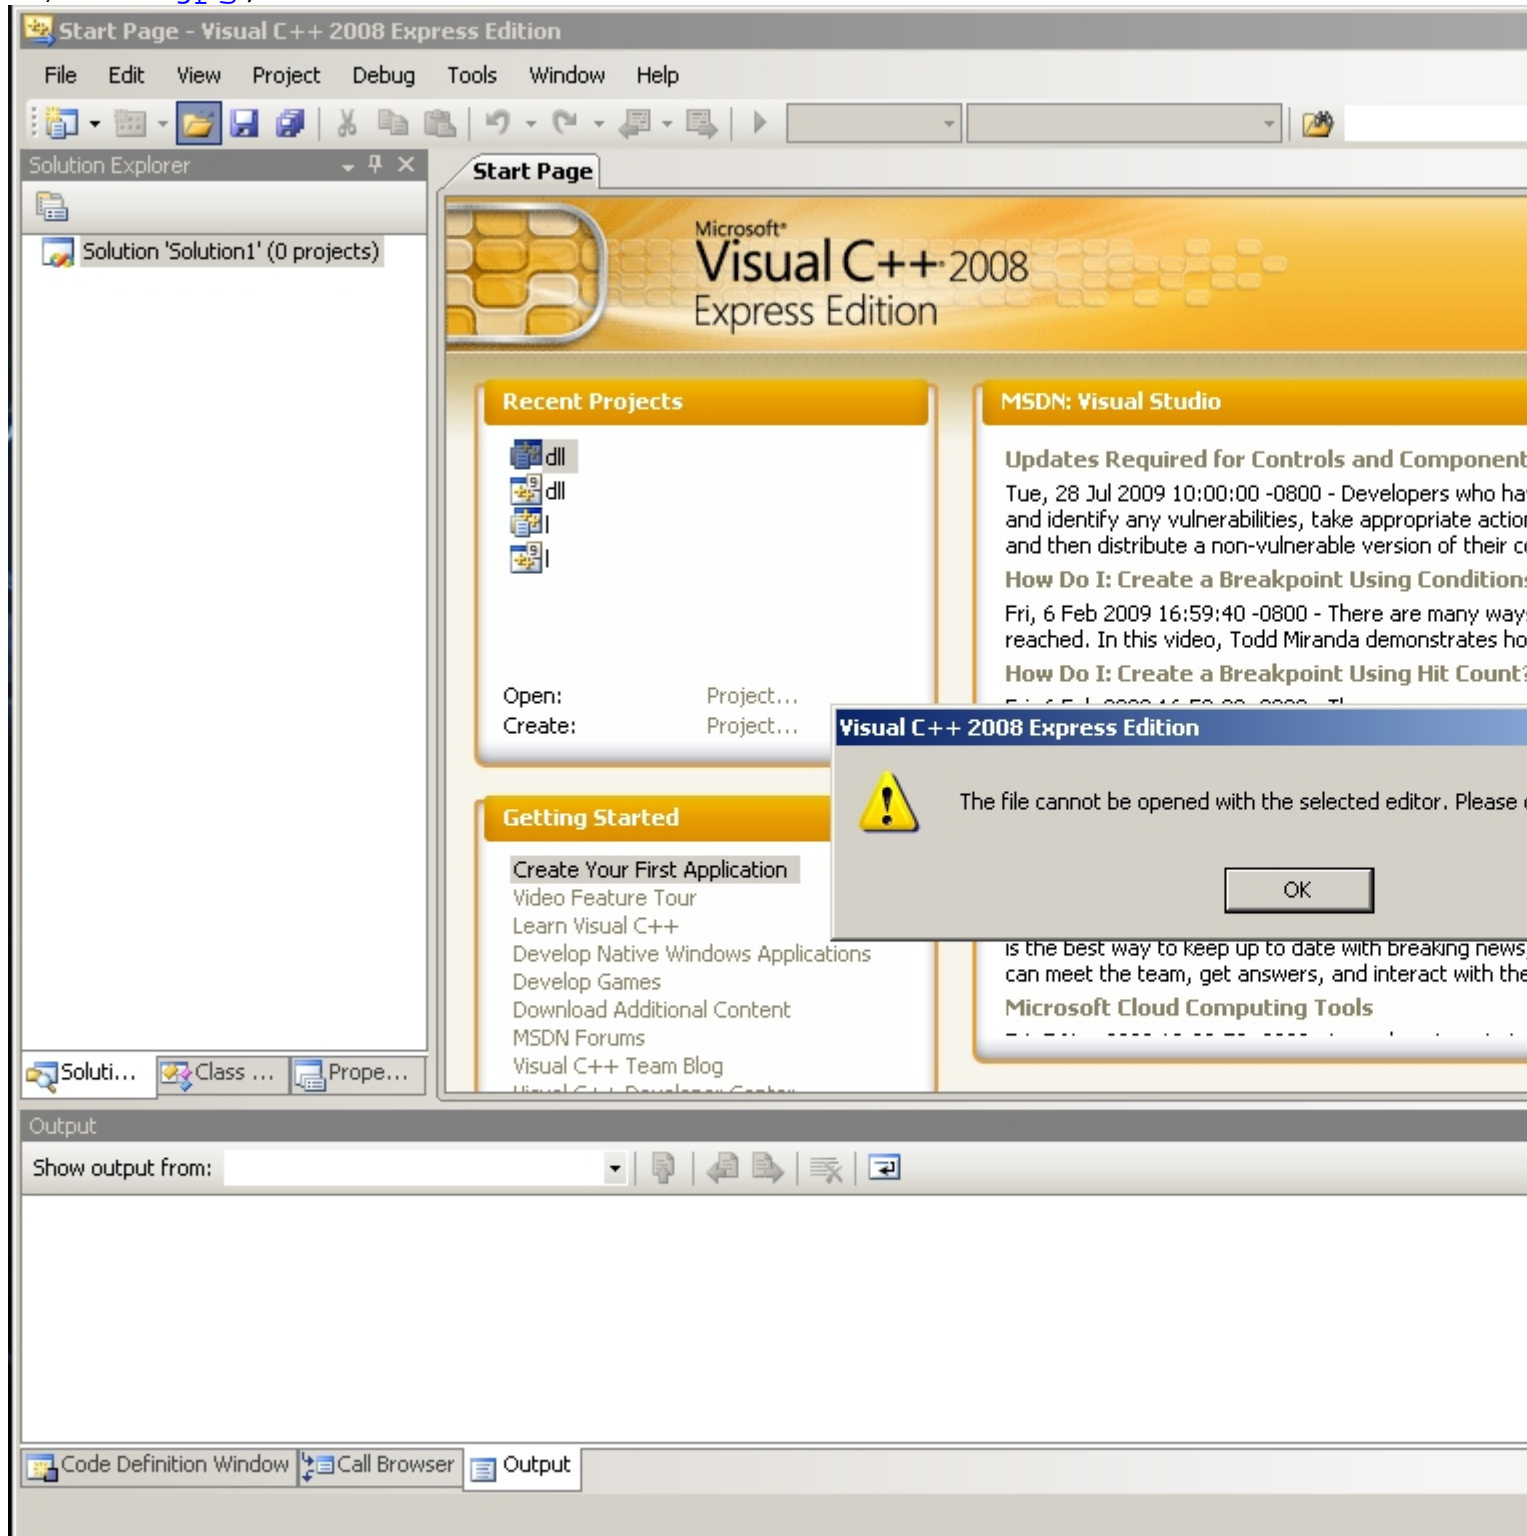 Start Page - Visual C++ 2008 Express Edition
File Edit View Project Debug Tools Window Help
Solution Explorer
Start Page
Solution 'Solution1' (0 projects)
Microsoft
Visual C++ 2008
Express Edition
Recent Projects
dll
dll
l
l
Open: Project...
Create: Project...
Getting Started
Create Your First Application
Video Feature Tour
Learn Visual C++
Develop Native Windows Applications
Develop Games
Download Additional Content
MSDN Forums
Visual C++ Team Blog
MSDN: Visual Studio
Updates Required for Controls and Component
Tue, 28 Jul 2009 10:00:00 -0800 - Developers who ha
and identify any vulnerabilities, take appropriate action
and then distribute a non-vulnerable version of their c
How Do I: Create a Breakpoint Using Conditions
Fri, 6 Feb 2009 16:59:40 -0800 - There are many way
reached. In this video, Todd Miranda demonstrates ho
How Do I: Create a Breakpoint Using Hit Count?
Visual C++ 2008 Express Edition
The file cannot be opened with the selected editor. Please
OK
is the best way to keep up to date with breaking news,
can meet the team, get answers, and interact with the
Microsoft Cloud Computing Tools
Soluti... Class ... Prope...
Output
Show output from:
Code Definition Window Call Browser Output